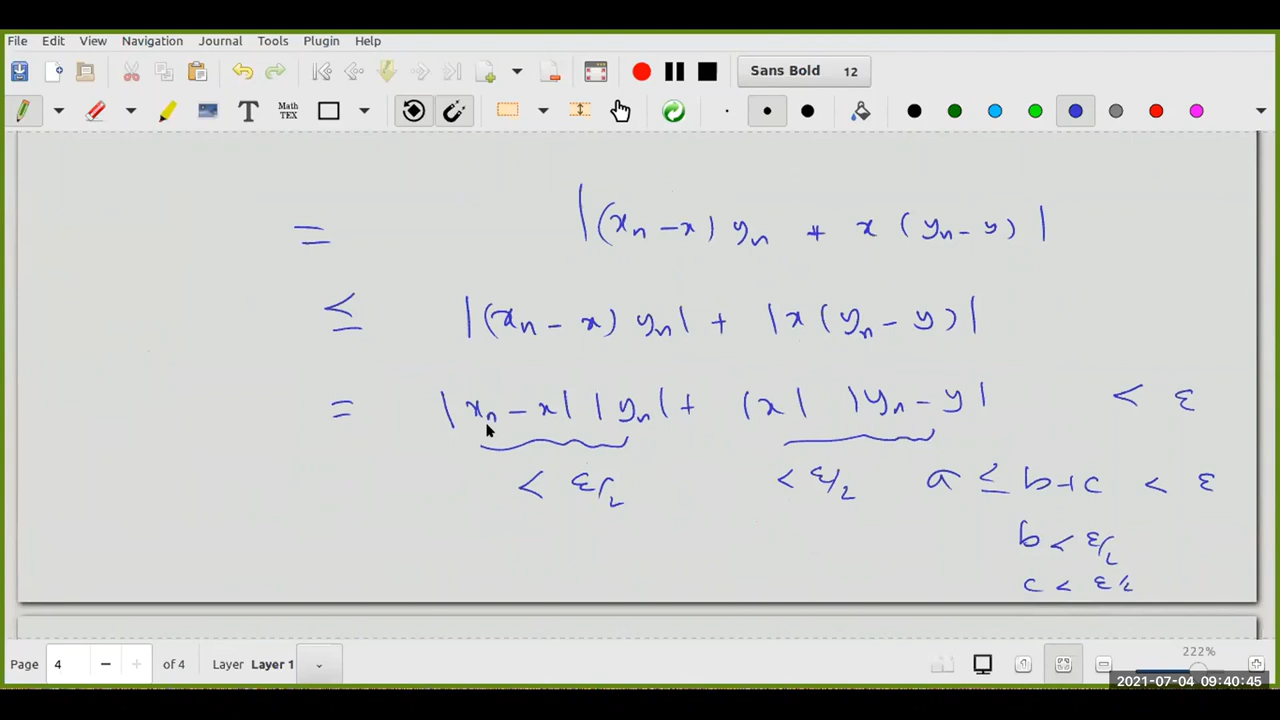 File Edit View Navigation Journal Tools Plugin Help
Sans Bold 12
T Math TEX
= |(xₙ − x) yₙ + x (yₙ − y)|
≤ |(xₙ − x) yₙ| + |x (yₙ − y)|
= |xₙ − x| |yₙ| + |x| |yₙ − y| < ε
< ε/2 < ε/2 a ≤ b + c < ε
b < ε/2
c < ε/2
Page 4 of 4 Layer Layer 1 222%
2021-07-04 09:40:45